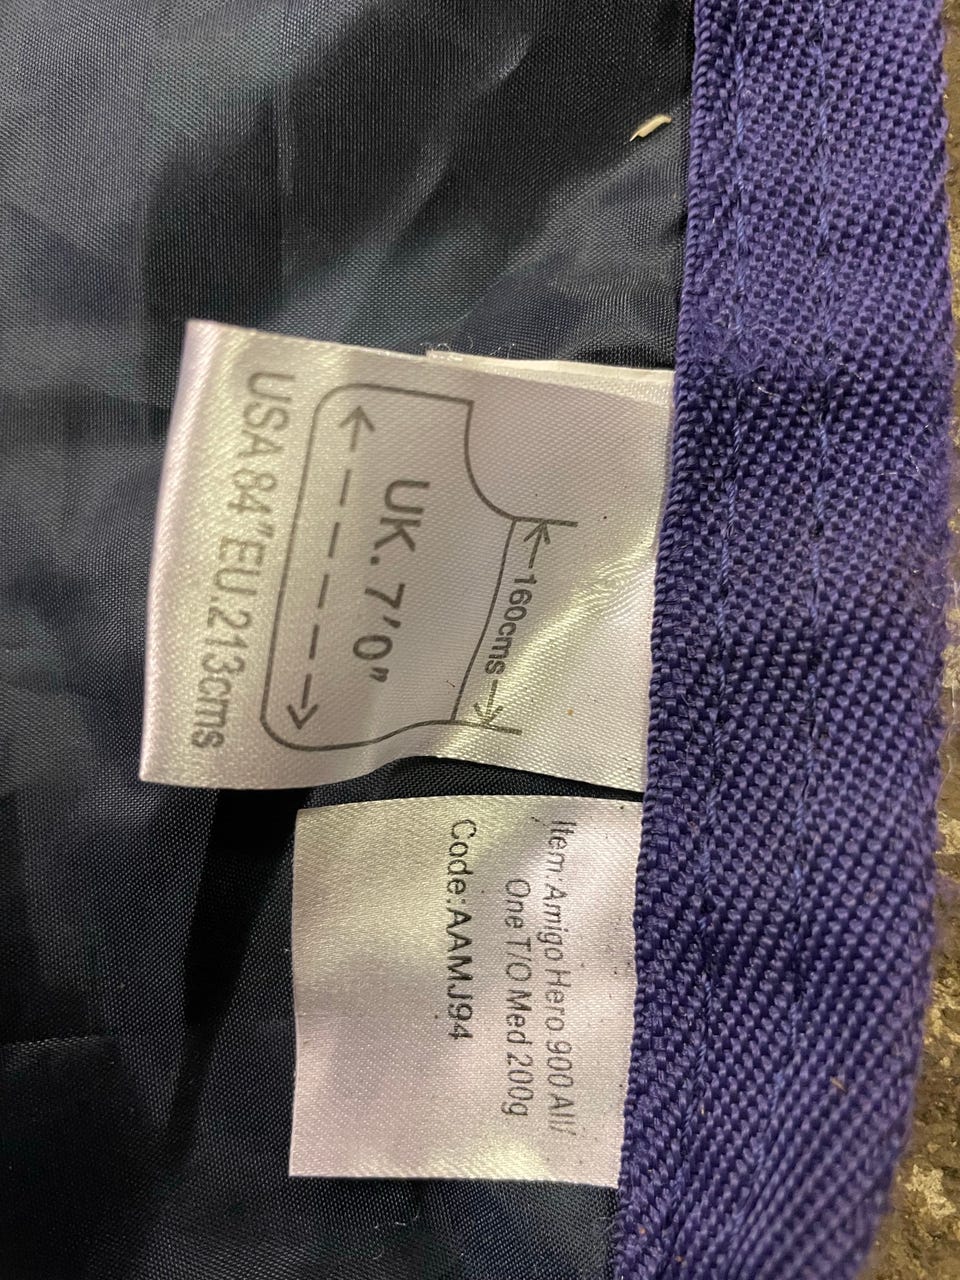 160cms
UK. 7'0"
USA 84" EU.213cms
Item: Amigo Hero 900 All/
One T/O Med 200g
Code:AAMJ94